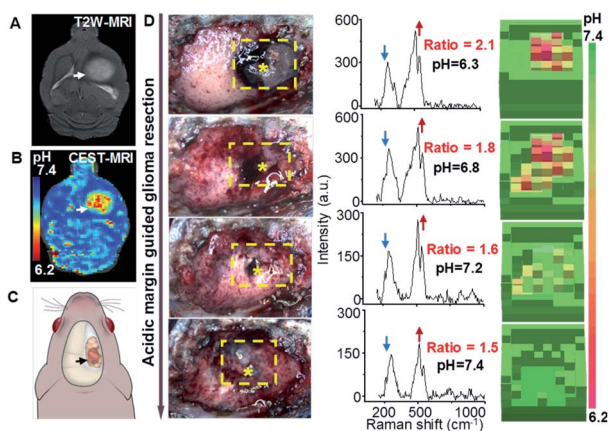 A
T2W-MRI
B
pH
7.4
CEST-MRI
6.2
C
Acidic margin guided glioma resection
D
*
*
*
*
Intensity (a.u.)
600
300
0
Ratio = 2.1
pH=6.3
600
300
0
Ratio = 1.8
pH=6.8
300
150
0
Ratio = 1.6
pH=7.2
300
150
0
Ratio = 1.5
pH=7.4
200 500 1000
Raman shift (cm⁻¹)
pH
7.4
6.2